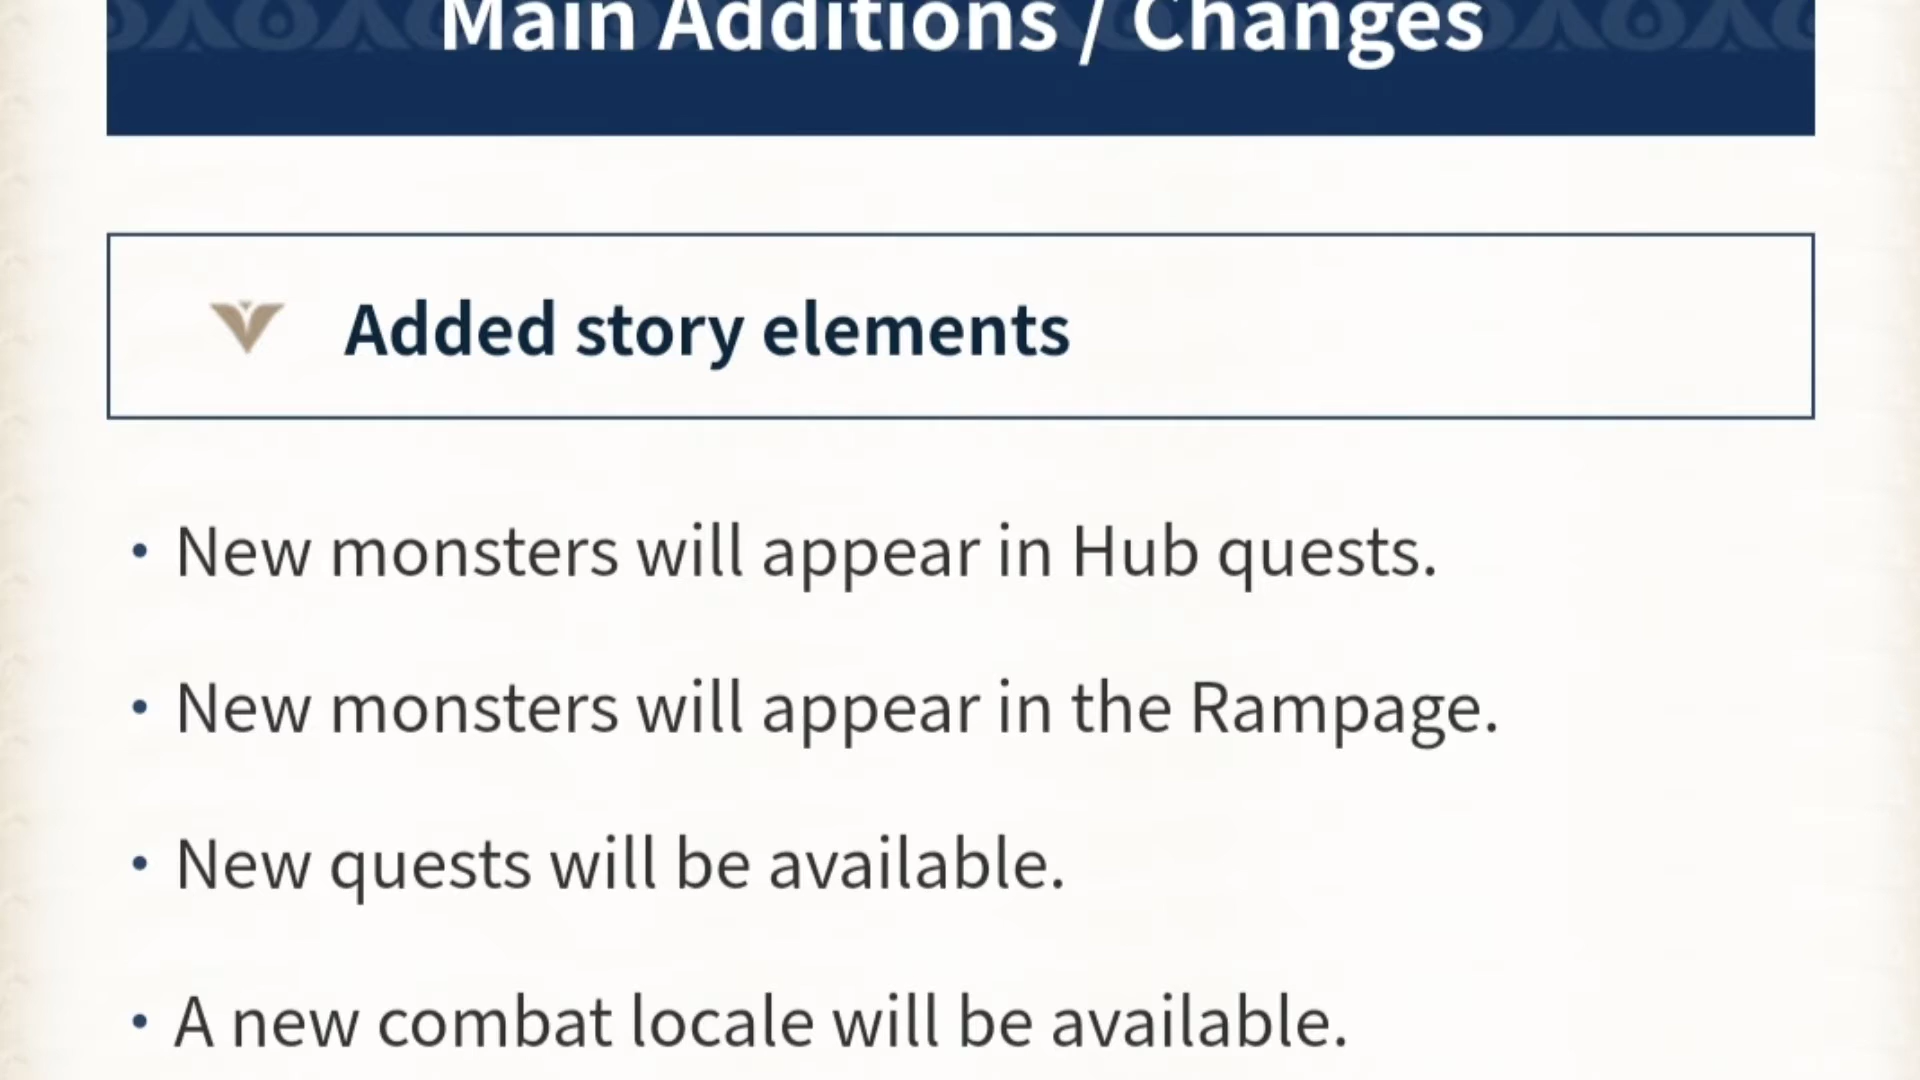 Main Additions / Changes
Added story elements
• New monsters will appear in Hub quests.
• New monsters will appear in the Rampage.
• New quests will be available.
• A new combat locale will be available.